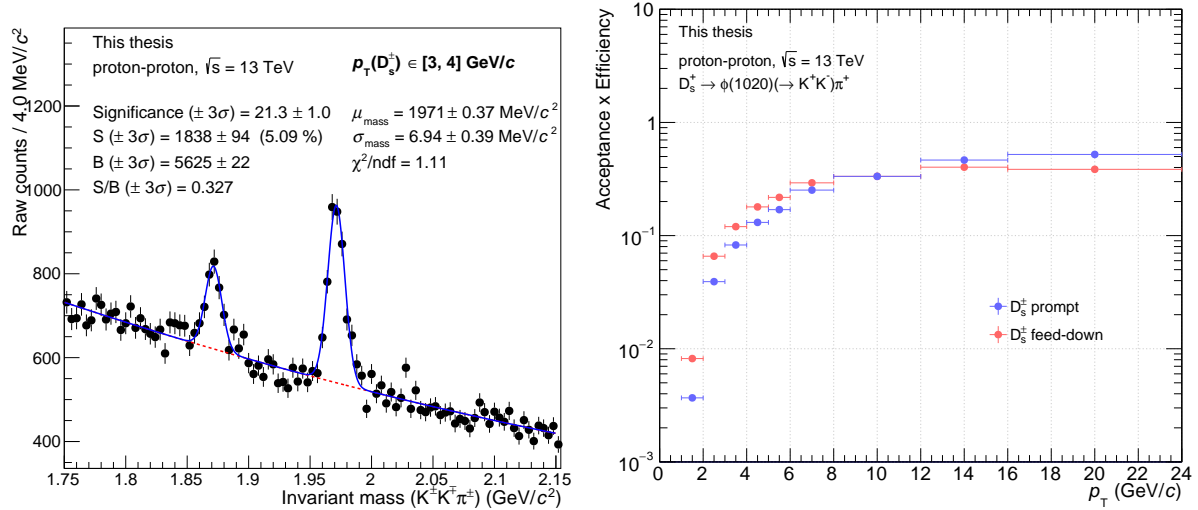 This thesis
proton-proton, √s = 13 TeV
p_T(D_s^±) ∈ [3, 4] GeV/c
Significance (± 3σ) = 21.3 ± 1.0
S (± 3σ) = 1838 ± 94 (5.09 %)
B (± 3σ) = 5625 ± 22
S/B (± 3σ) = 0.327
μ_mass = 1971 ± 0.37 MeV/c²
σ_mass = 6.94 ± 0.39 MeV/c²
χ²/ndf = 1.11
Raw counts / 4.0 MeV/c²
1200
1000
800
600
400
1.75
1.8
1.85
1.9
1.95
2
2.05
2.1
2.15
Invariant mass (K^±K^∓π^±) (GeV/c²)
This thesis
proton-proton, √s = 13 TeV
D_s^+ → φ(1020)(→ K^+K^-)π^+
Acceptance x Efficiency
10
1
10⁻¹
10⁻²
10⁻³
D_s^± prompt
D_s^± feed-down
0
2
4
6
8
10
12
14
16
18
20
22
24
p_T (GeV/c)